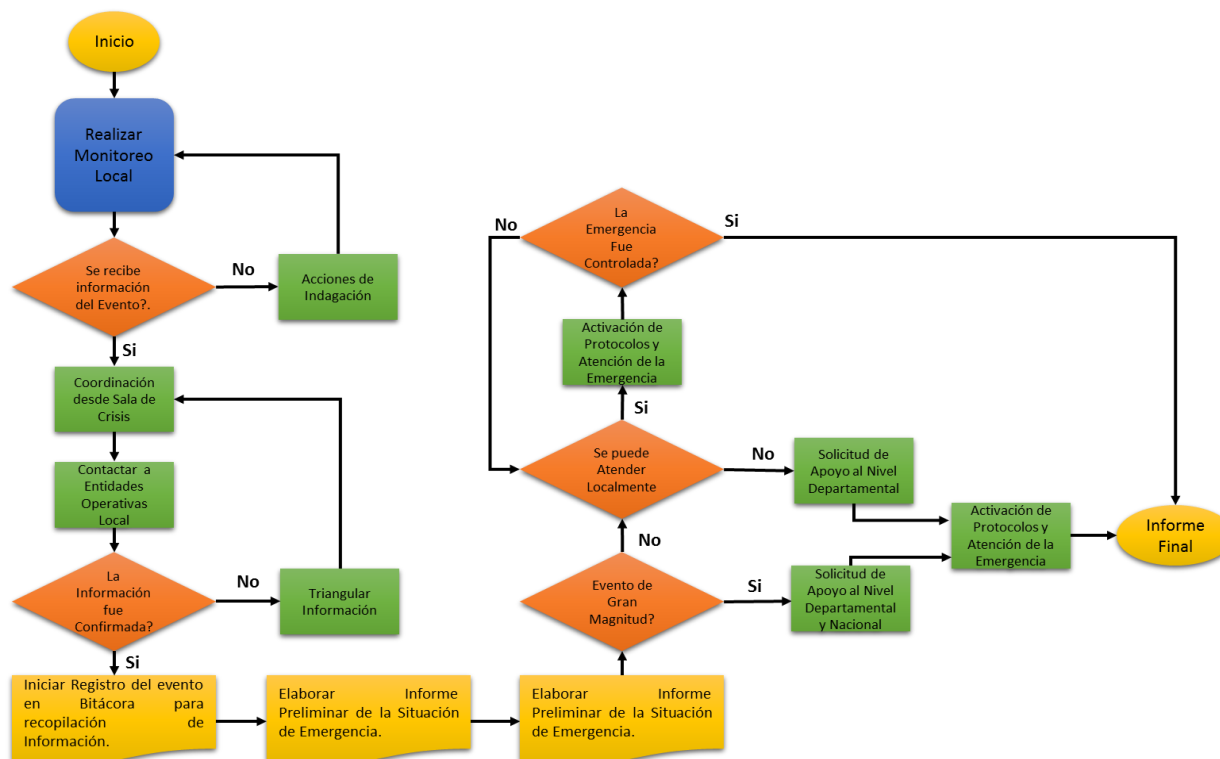 Inicio
Realizar
Monitoreo
Local
Se recibe
información
del Evento?.
No
Acciones de
Indagación
Si
Coordinación
desde Sala de
Crisis
Contactar a
Entidades
Operativas
Local
La
Información
fue
Confirmada?
No
Triangular
Información
Si
Iniciar Registro del evento
en Bitácora para
recopilación de
Información.
Elaborar Informe
Preliminar de la Situación
de Emergencia.
Elaborar Informe
Preliminar de la Situación
de Emergencia.
Evento de
Gran
Magnitud?
Si
Solicitud de
Apoyo al Nivel
Departamental
y Nacional
No
Se puede
Atender
Localmente
No
Solicitud de
Apoyo al Nivel
Departamental
Si
Activación de
Protocolos y
Atención de la
Emergencia
La
Emergencia
Fue
Controlada?
No
Si
Activación de
Protocolos y
Atención de la
Emergencia
Informe
Final